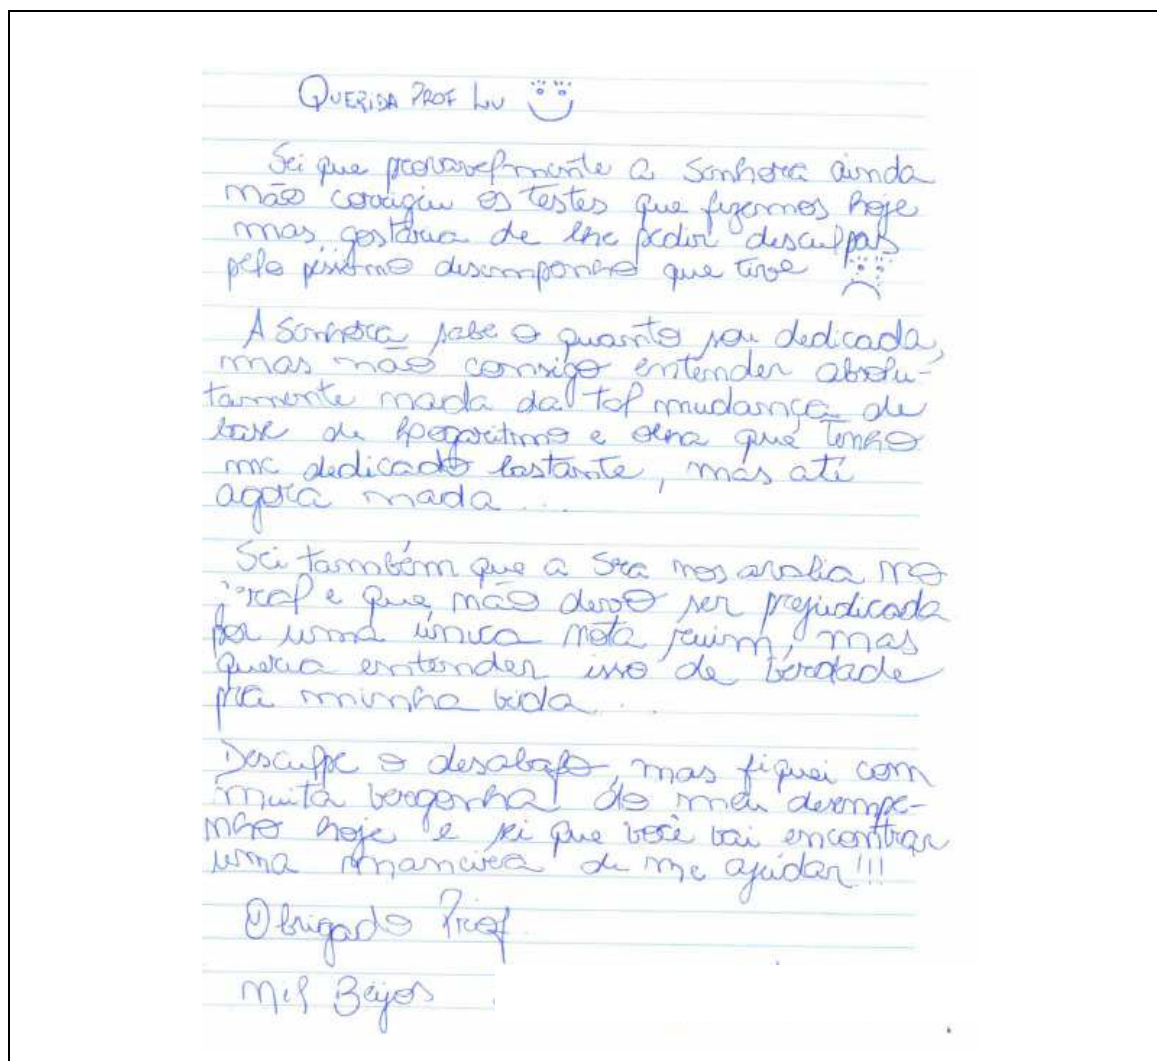 QUERIDA PROF LU
Sei que provavelmente a Senhora ainda
não corrigiu os testes que fizemos hoje
mas gostaria de lhe pedir desculpas
pelo péssimo desempenho que tive
A Senhora sabe o quanto sou dedicada,
mas não consigo entender absolu-
tamente nada da tal mudança de
base de logaritmo e olha que tenho
me dedicado bastante, mas até
agora nada...
Sei também que a Sra nos avalia no
geral e que não devo ser prejudicada
por uma única nota ruim, mas
queria entender isso de verdade
pra minha vida...
Desculpe o desabafo, mas fiquei com
muita vergonha do meu desempe-
nho hoje e sei que você vai encontrar
uma maneira de me ajudar!!!
Obrigado Prof.
Mil Beijos